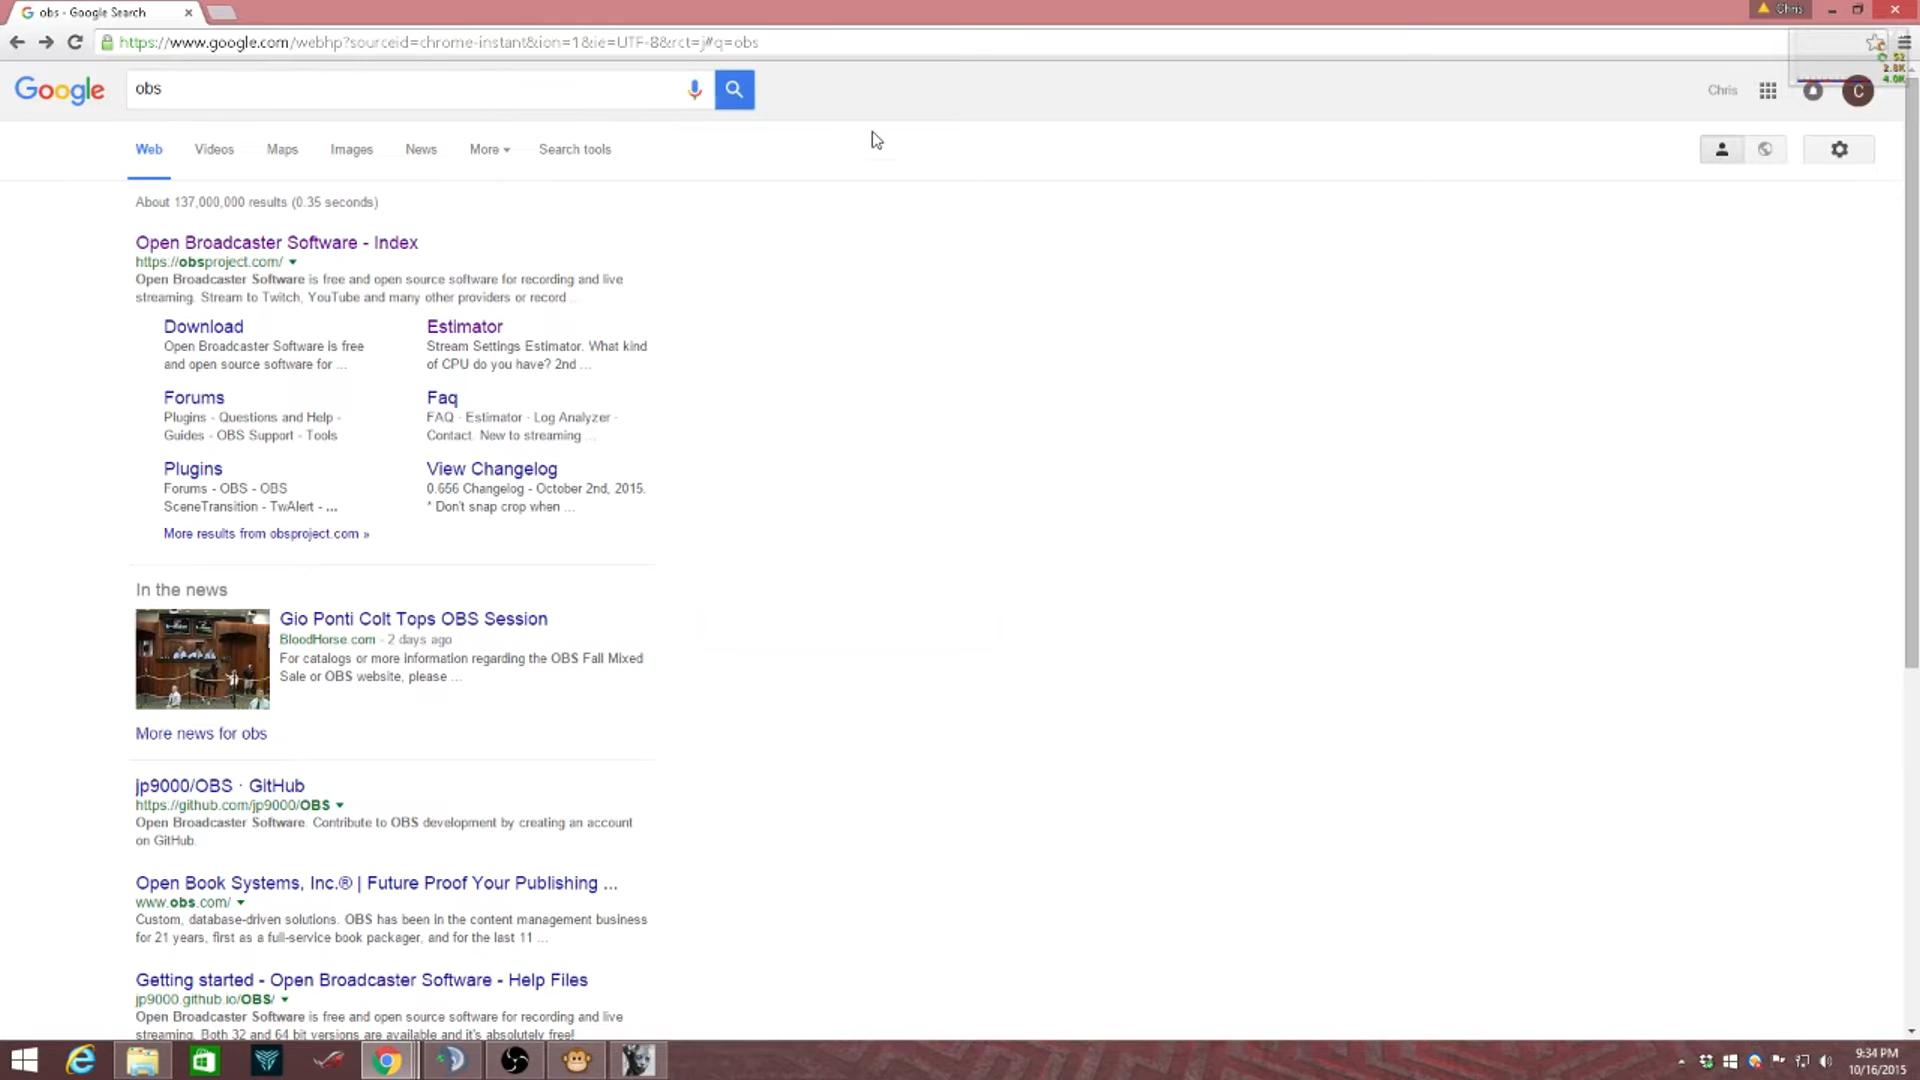 obs - Google Search
Chris
https://www.google.com/webhp?sourceid=chrome-instant&ion=1&ie=UTF-8&rct=j#q=obs
52
2.8K
4.0K
Google
obs
Chris
C
Web
Videos
Maps
Images
News
More
Search tools
About 137,000,000 results (0.35 seconds)
Open Broadcaster Software - Index
https://obsproject.com/
Open Broadcaster Software is free and open source software for recording and live
streaming. Stream to Twitch, YouTube and many other providers or record ...
Download
Open Broadcaster Software is free
and open source software for ...
Estimator
Stream Settings Estimator. What kind
of CPU do you have? 2nd ...
Forums
Plugins - Questions and Help -
Guides - OBS Support - Tools
Faq
FAQ · Estimator · Log Analyzer ·
Contact. New to streaming ...
Plugins
Forums - OBS - OBS
SceneTransition - TwAlert - ...
View Changelog
0.656 Changelog - October 2nd, 2015.
* Don't snap crop when ...
More results from obsproject.com »
In the news
Gio Ponti Colt Tops OBS Session
BloodHorse.com - 2 days ago
For catalogs or more information regarding the OBS Fall Mixed
Sale or OBS website, please ...
More news for obs
jp9000/OBS · GitHub
https://github.com/jp9000/OBS
Open Broadcaster Software. Contribute to OBS development by creating an account
on GitHub.
Open Book Systems, Inc.® | Future Proof Your Publishing ...
www.obs.com/
Custom, database-driven solutions. OBS has been in the content management business
for 21 years, first as a full-service book packager, and for the last 11 ...
Getting started - Open Broadcaster Software - Help Files
jp9000.github.io/OBS/
Open Broadcaster Software is free and open source software for recording and live
streaming. Both 32 and 64 bit versions are available and it's absolutely free!
9:34 PM
10/16/2015